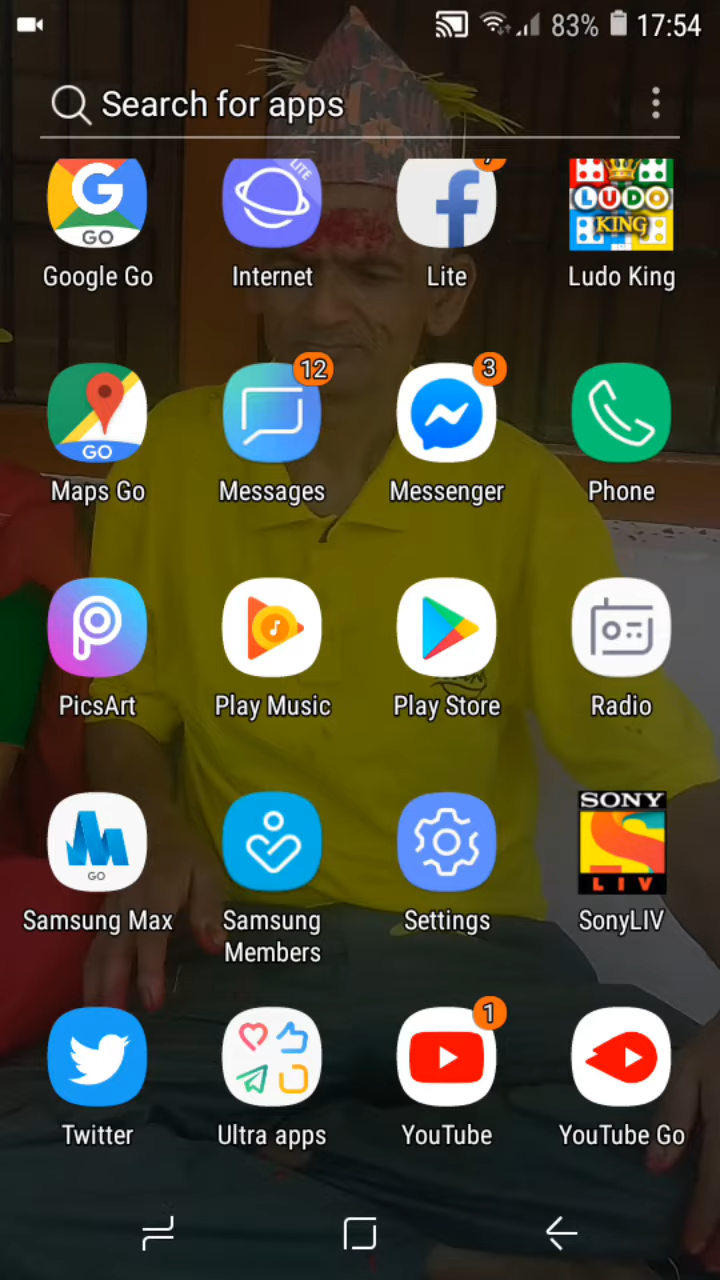 83% 17:54
Search for apps
G
GO
LITE
f
LUDO
KING
Google Go
Internet
Lite
Ludo King
GO
12
3
Maps Go
Messages
Messenger
Phone
PicsArt
Play Music
Play Store
Radio
GO
SONY
LIV
Samsung Max
Samsung
Members
Settings
SonyLIV
1
Twitter
Ultra apps
YouTube
YouTube Go